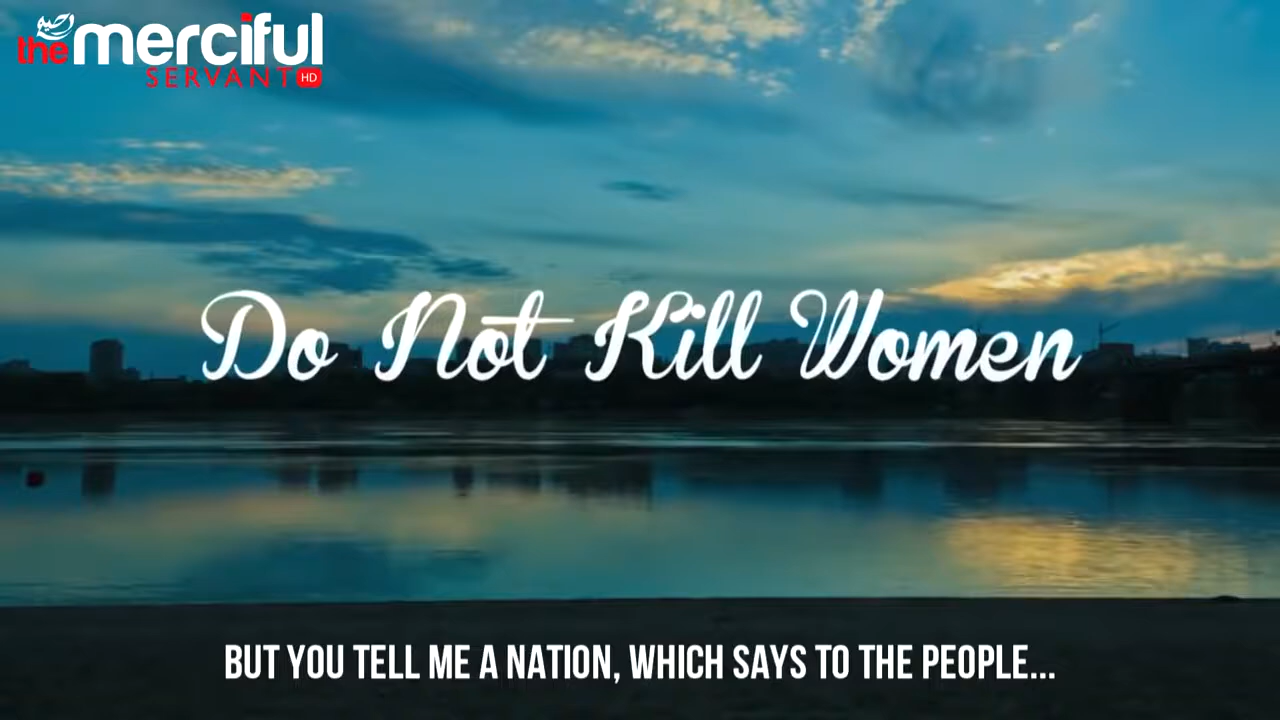 the merciful
SERVANT HD
Do Not Kill Women
BUT YOU TELL ME A NATION, WHICH SAYS TO THE PEOPLE...